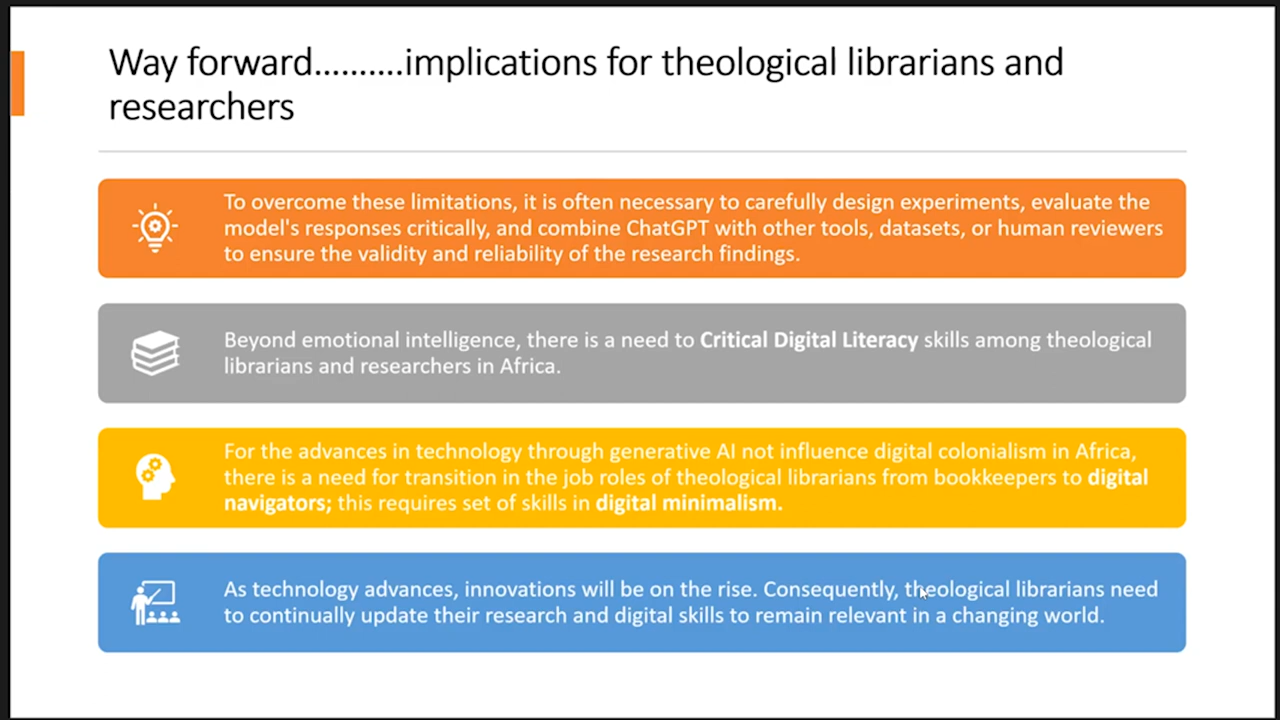 Way forward..........implications for theological librarians and
researchers
To overcome these limitations, it is often necessary to carefully design experiments, evaluate the
model's responses critically, and combine ChatGPT with other tools, datasets, or human reviewers
to ensure the validity and reliability of the research findings.
Beyond emotional intelligence, there is a need to Critical Digital Literacy skills among theological
librarians and researchers in Africa.
For the advances in technology through generative AI not influence digital colonialism in Africa,
there is a need for transition in the job roles of theological librarians from bookkeepers to digital
navigators; this requires set of skills in digital minimalism.
As technology advances, innovations will be on the rise. Consequently, theological librarians need
to continually update their research and digital skills to remain relevant in a changing world.